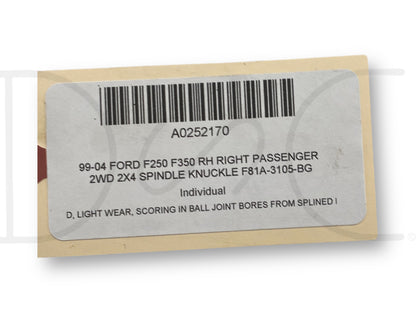 A0252170
99-04 FORD F250 F350 RH RIGHT PASSENGER
2WD 2X4 SPINDLE KNUCKLE F81A-3105-BG
Individual
D, LIGHT WEAR, SCORING IN BALL JOINT BORES FROM SPLINED I